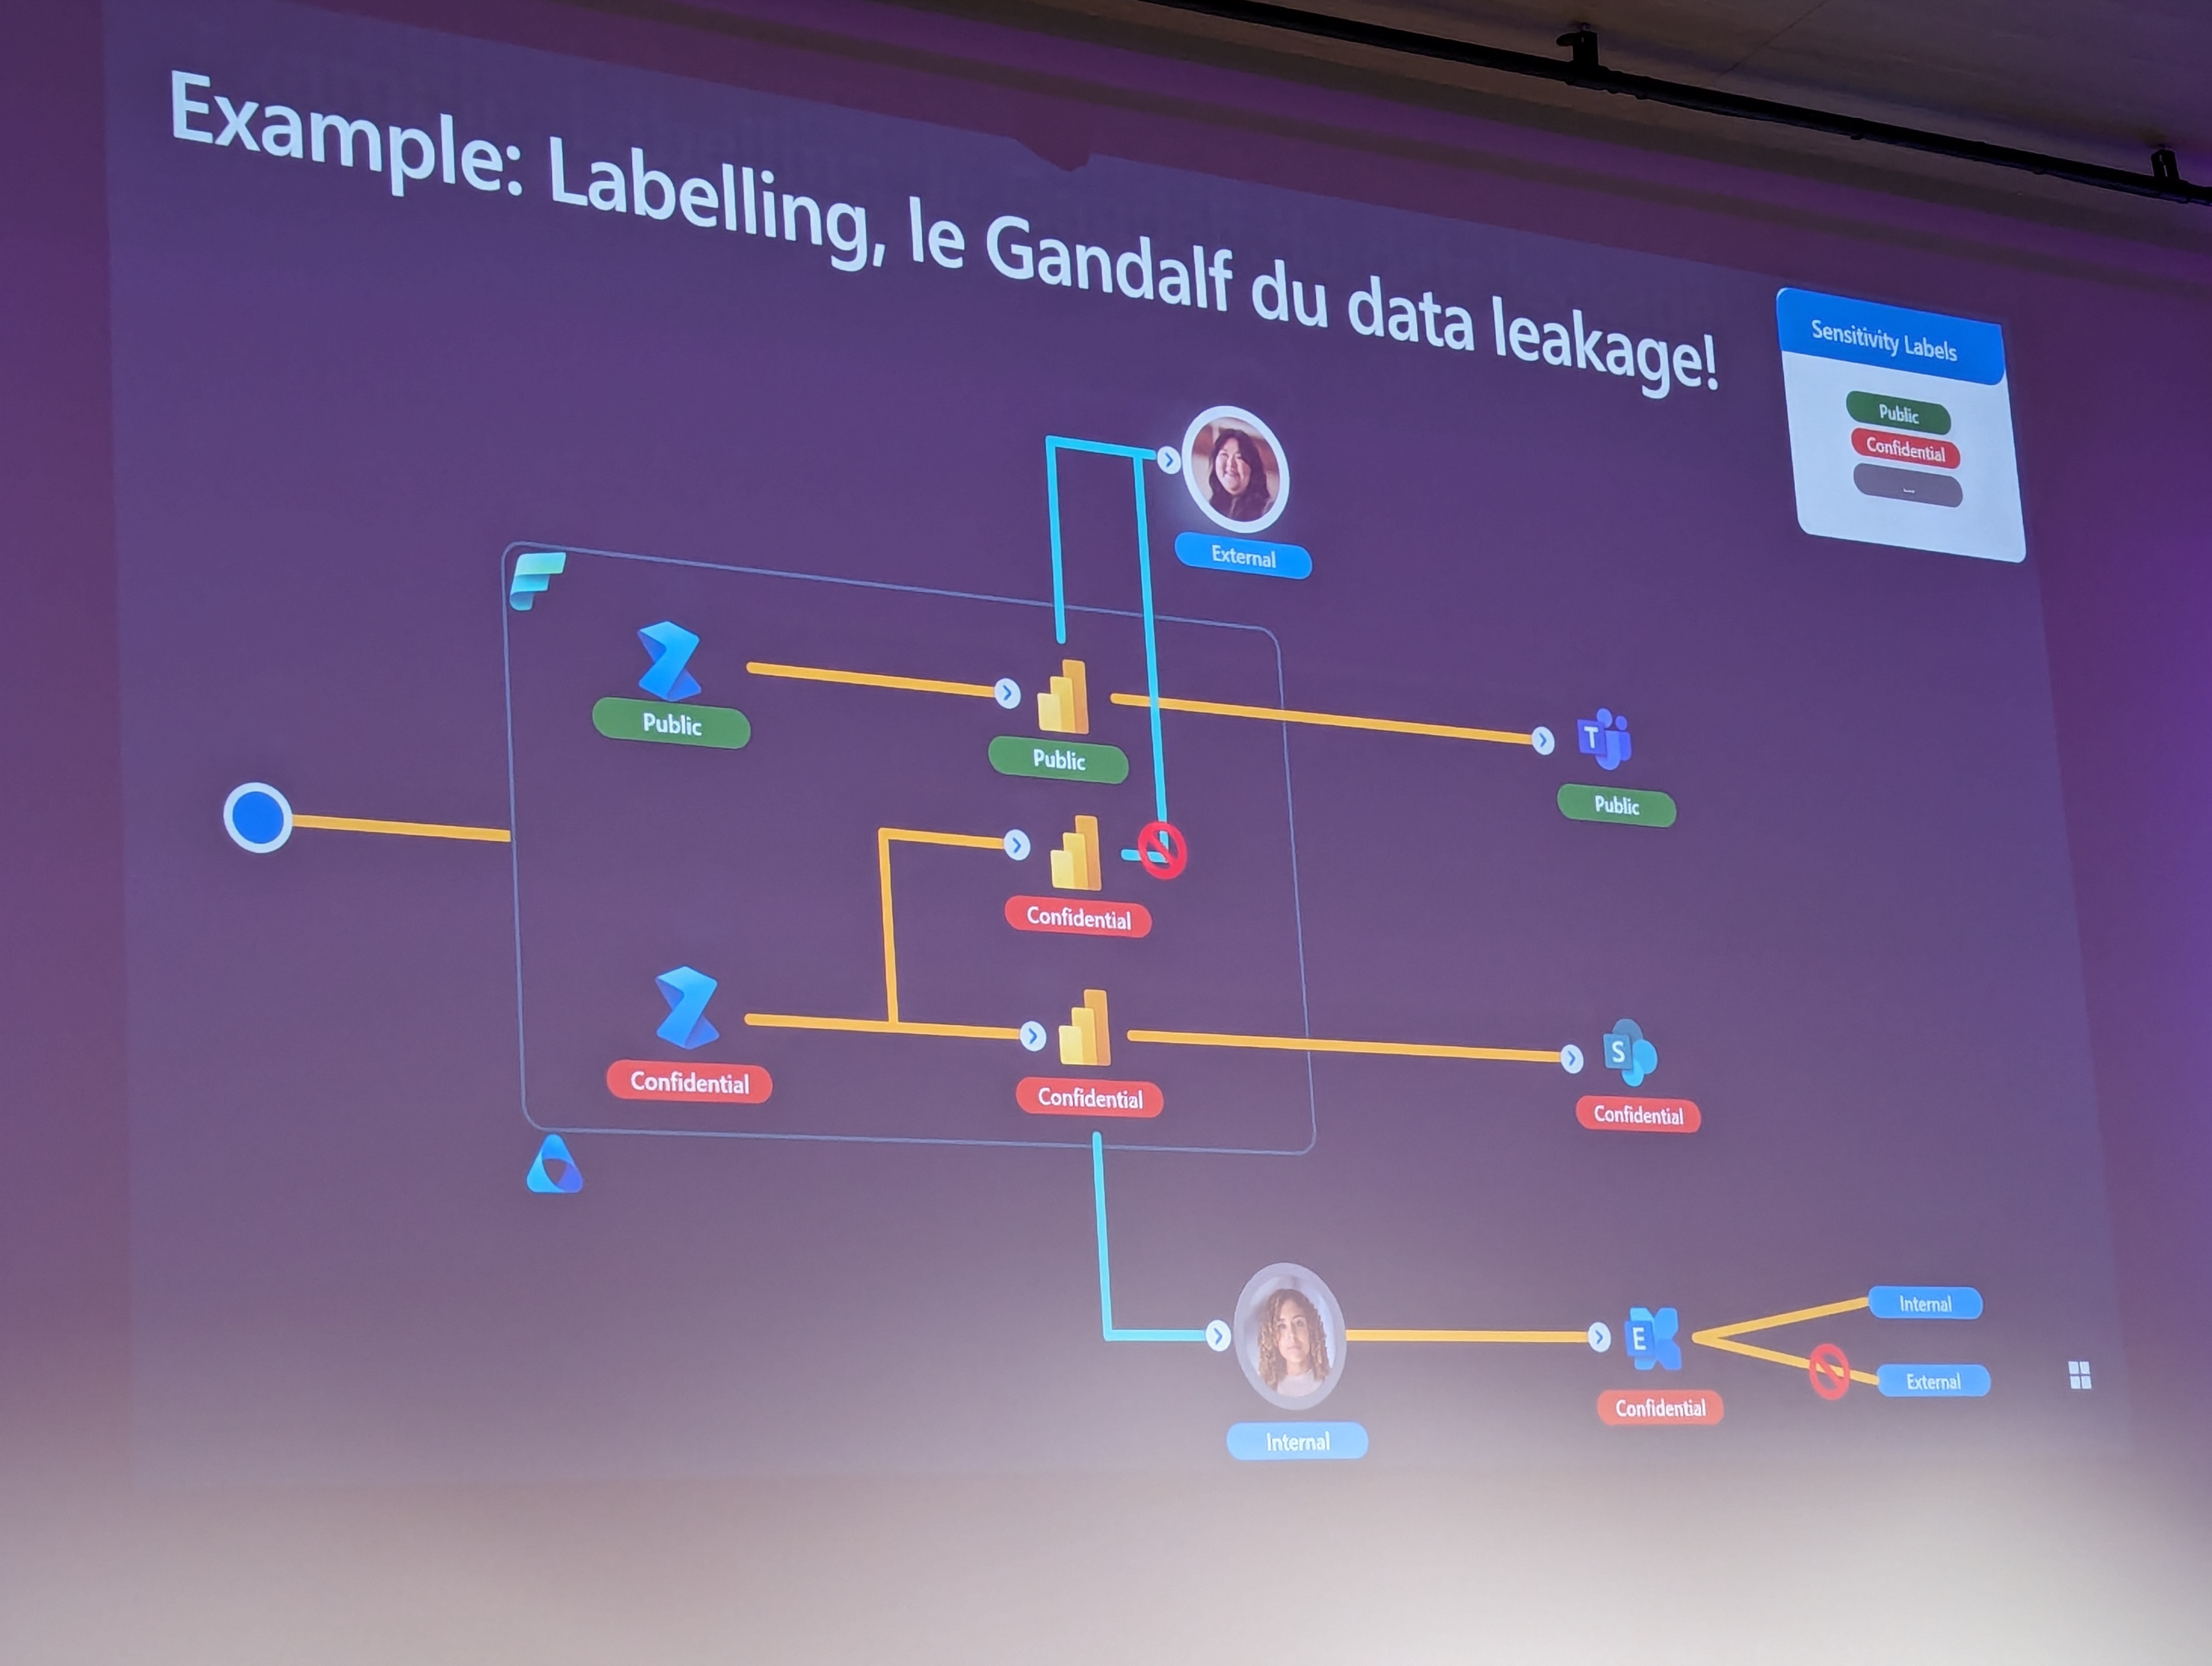 Example: Labelling, le Gandalf du data leakage!
Sensitivity Labels
Public
Confidential
...
External
Public
Public
T
Public
Confidential
Confidential
Confidential
S
Confidential
Internal
E
Confidential
Internal
External